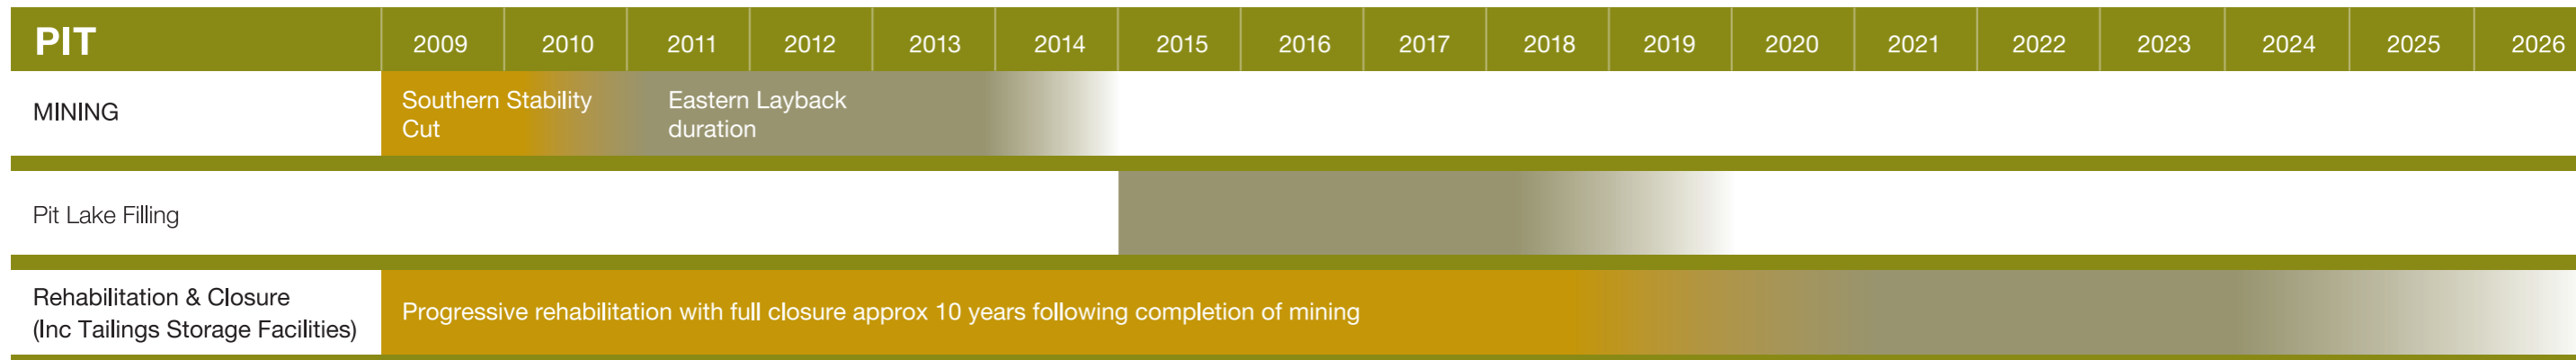 PIT 2009 2010 2011 2012 2013 2014 2015 2016 2017 2018 2019 2020 2021 2022 2023 2024 2025 2026
MINING
Southern Stability
Cut
Eastern Layback
duration
Pit Lake Filling
Rehabilitation & Closure
(Inc Tailings Storage Facilities)
Progressive rehabilitation with full closure approx 10 years following completion of mining